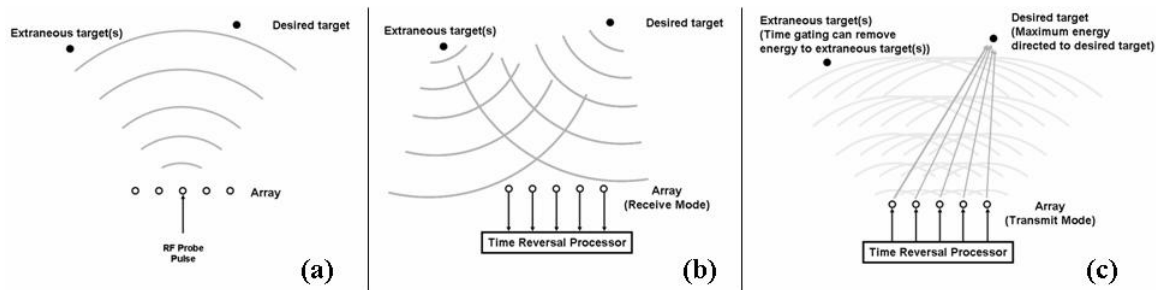 Extraneous target(s)
Desired target
Array
RF Probe
Pulse
(a)
Extraneous target(s)
Desired target
Array
(Receive Mode)
Time Reversal Processor
(b)
Extraneous target(s)
(Time gating can remove
energy to extraneous target(s))
Desired target
(Maximum energy
directed to desired target)
Array
(Transmit Mode)
Time Reversal Processor
(c)